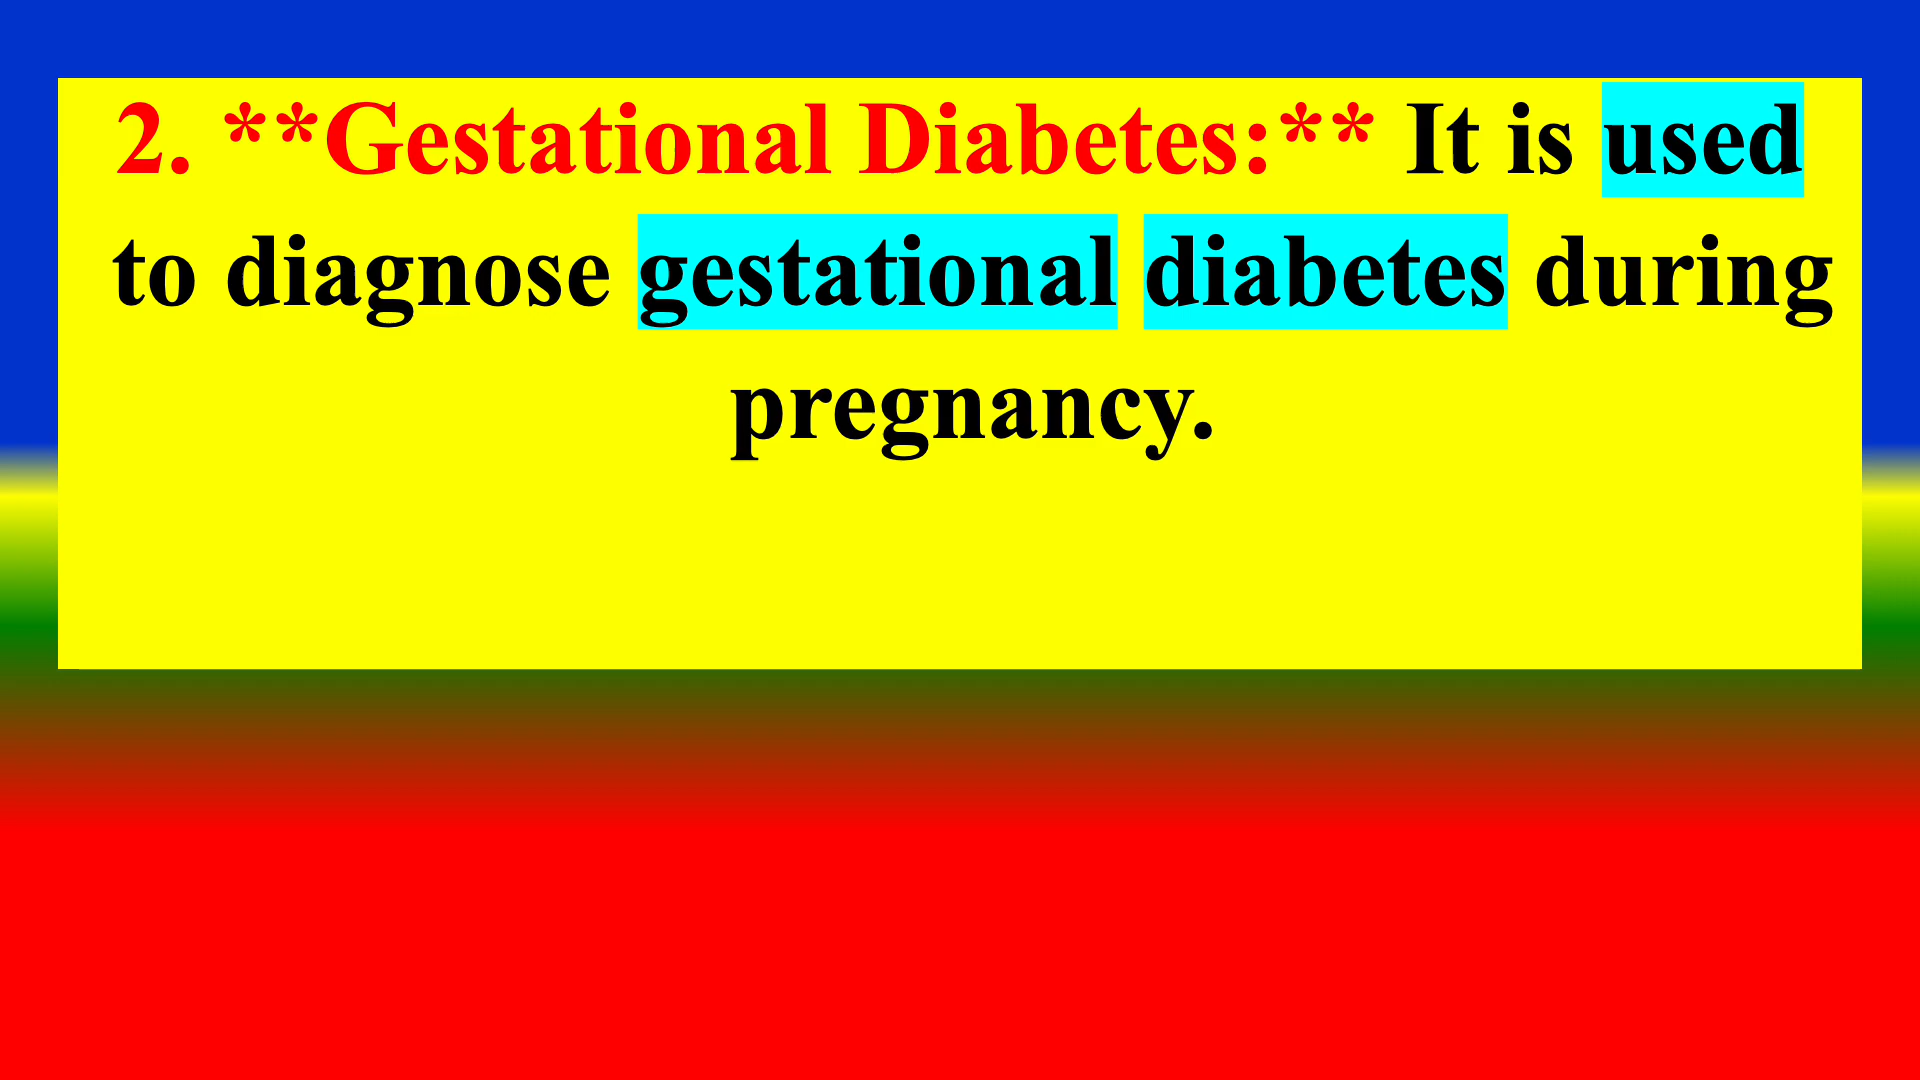 2. **Gestational Diabetes:** It is used
to diagnose gestational diabetes during
pregnancy.